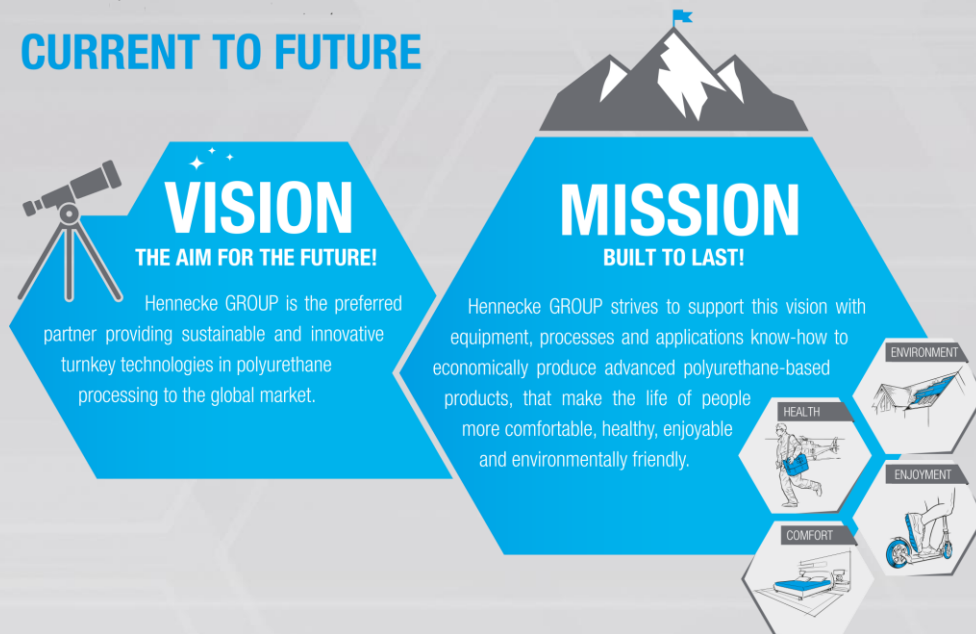 CURRENT TO FUTURE
VISION
THE AIM FOR THE FUTURE!
Hennecke GROUP is the preferred
partner providing sustainable and innovative
turnkey technologies in polyurethane
processing to the global market.
MISSION
BUILT TO LAST!
Hennecke GROUP strives to support this vision with
equipment, processes and applications know-how to
economically produce advanced polyurethane-based
products, that make the life of people
more comfortable, healthy, enjoyable
and environmentally friendly.
ENVIRONMENT
HEALTH
ENJOYMENT
COMFORT